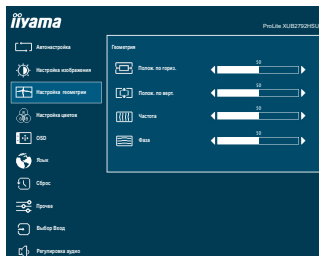 iiyama
ProLite XUB2792HSU
Автонастройка
Настройка изображения
Настройка геометрии
Настройка цветов
OSD
Язык
Сброс
Прочее
Выбор Вход
Регулировка аудио
Геометрия
Полож. по гориз.
50
Полож. по верт.
50
Частота
50
Фаза
50